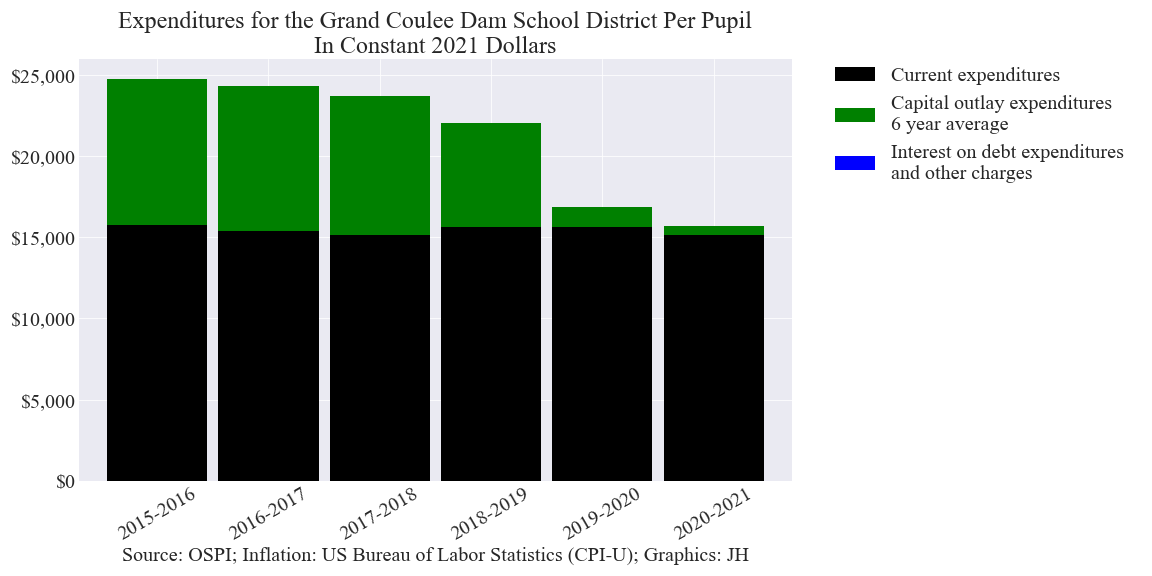 Expenditures for the Grand Coulee Dam School District Per Pupil
In Constant 2021 Dollars
$25,000
$20,000
$15,000
$10,000
$5,000
$0
2015-2016
2016-2017
2017-2018
2018-2019
2019-2020
2020-2021
Source: OSPI; Inflation: US Bureau of Labor Statistics (CPI-U); Graphics: JH
Current expenditures
Capital outlay expenditures
6 year average
Interest on debt expenditures
and other charges